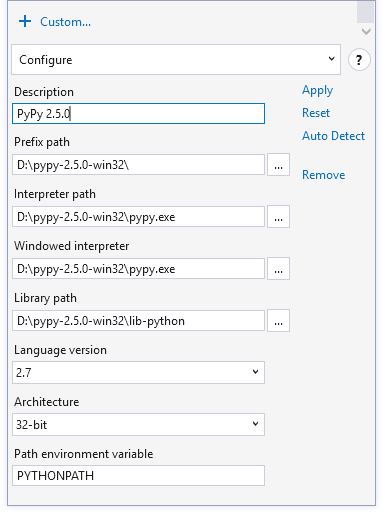 + Custom...
Configure
?
Description
Apply
PyPy 2.5.0
Reset
Auto Detect
Prefix path
D:\pypy-2.5.0-win32\
...
Remove
Interpreter path
D:\pypy-2.5.0-win32\pypy.exe
...
Windowed interpreter
D:\pypy-2.5.0-win32\pypy.exe
...
Library path
D:\pypy-2.5.0-win32\lib-python
...
Language version
2.7
Architecture
32-bit
Path environment variable
PYTHONPATH